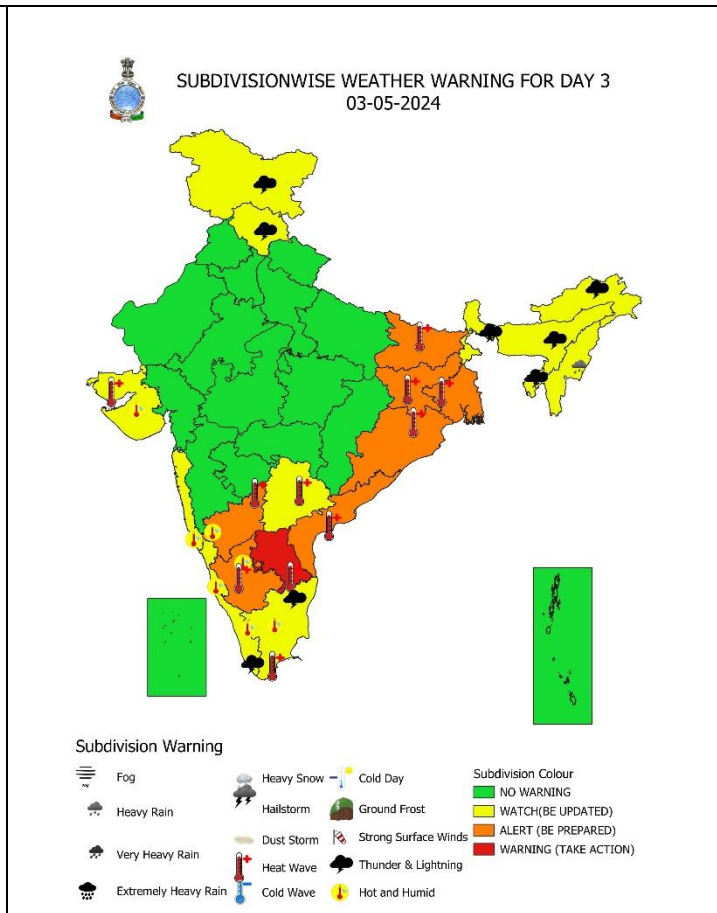 SUBDIVISIONWISE WEATHER WARNING FOR DAY 3
03-05-2024
Subdivision Warning
Fog
Heavy Rain
Very Heavy Rain
Extremely Heavy Rain
Heavy Snow
Hailstorm
Dust Storm
Heat Wave
Cold Wave
Cold Day
Ground Frost
Strong Surface Winds
Thunder & Lightning
Hot and Humid
Subdivision Colour
NO WARNING
WATCH(BE UPDATED)
ALERT (BE PREPARED)
WARNING (TAKE ACTION)